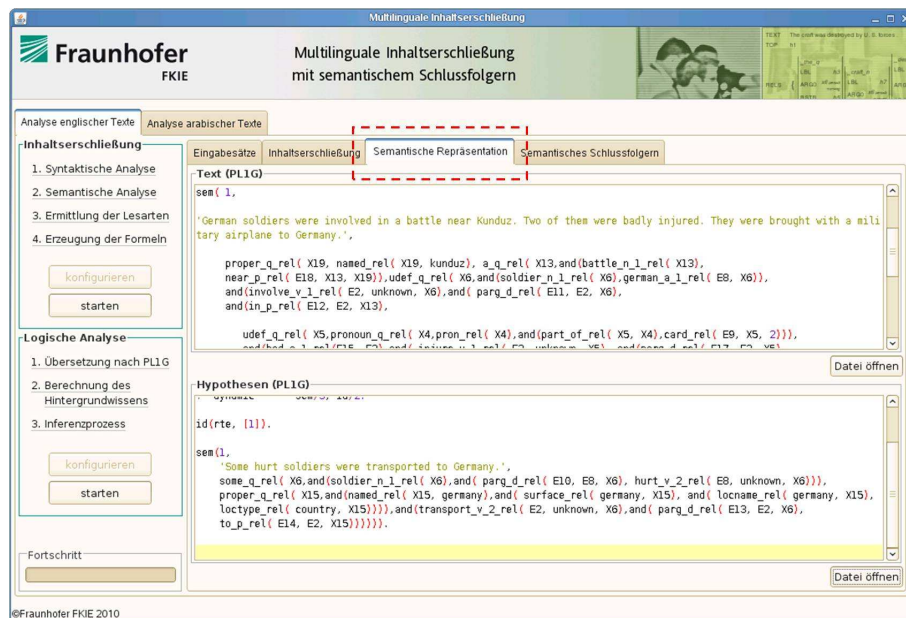 Multilinguale Inhaltserschließung
Fraunhofer
FKIE
Multilinguale Inhaltserschließung
mit semantischem Schlussfolgern
TEXT The craft was destroyed by U. S. forces
TOP h1
Analyse englischer Texte
Analyse arabischer Texte
Inhaltserschließung
1. Syntaktische Analyse
2. Semantische Analyse
3. Ermittlung der Lesarten
4. Erzeugung der Formeln
konfigurieren
starten
Logische Analyse
1. Übersetzung nach PL1G
2. Berechnung des
Hintergrundwissens
3. Inferenzprozess
konfigurieren
starten
Fortschritt
Eingabesätze
Inhaltserschließung
Semantische Repräsentation
Semantisches Schlussfolgern
Text (PL1G)
sem( 1,
'German soldiers were involved in a battle near Kunduz. Two of them were badly injured. They were brought with a mili
tary airplane to Germany.',
proper_q_rel( X19, named_rel( X19, kunduz), a_q_rel( X13,and(battle_n_1_rel( X13),
near_p_rel( E18, X13, X19)),udef_q_rel( X6,and(soldier_n_1_rel( X6),german_a_1_rel( E8, X6)),
and(involve_v_1_rel( E2, unknown, X6),and( parg_d_rel( E11, E2, X6),
and(in_p_rel( E12, E2, X13),
udef_q_rel( X5,pronoun_q_rel( X4,pron_rel( X4),and(part_of_rel( X5, X4),card_rel( E9, X5, 2))),
Datei öffnen
Hypothesen (PL1G)
id(rte, [1]).
sem(1,
'Some hurt soldiers were transported to Germany.',
some_q_rel( X6,and(soldier_n_1_rel( X6),and( parg_d_rel( E10, E8, X6), hurt_v_2_rel( E8, unknown, X6))),
proper_q_rel( X15,and(named_rel( X15, germany),and( surface_rel( germany, X15), and( locname_rel( germany, X15),
loctype_rel( country, X15)))),and(transport_v_2_rel( E2, unknown, X6),and( parg_d_rel( E13, E2, X6),
to_p_rel( E14, E2, X15)))))).
Datei öffnen
©Fraunhofer FKIE 2010